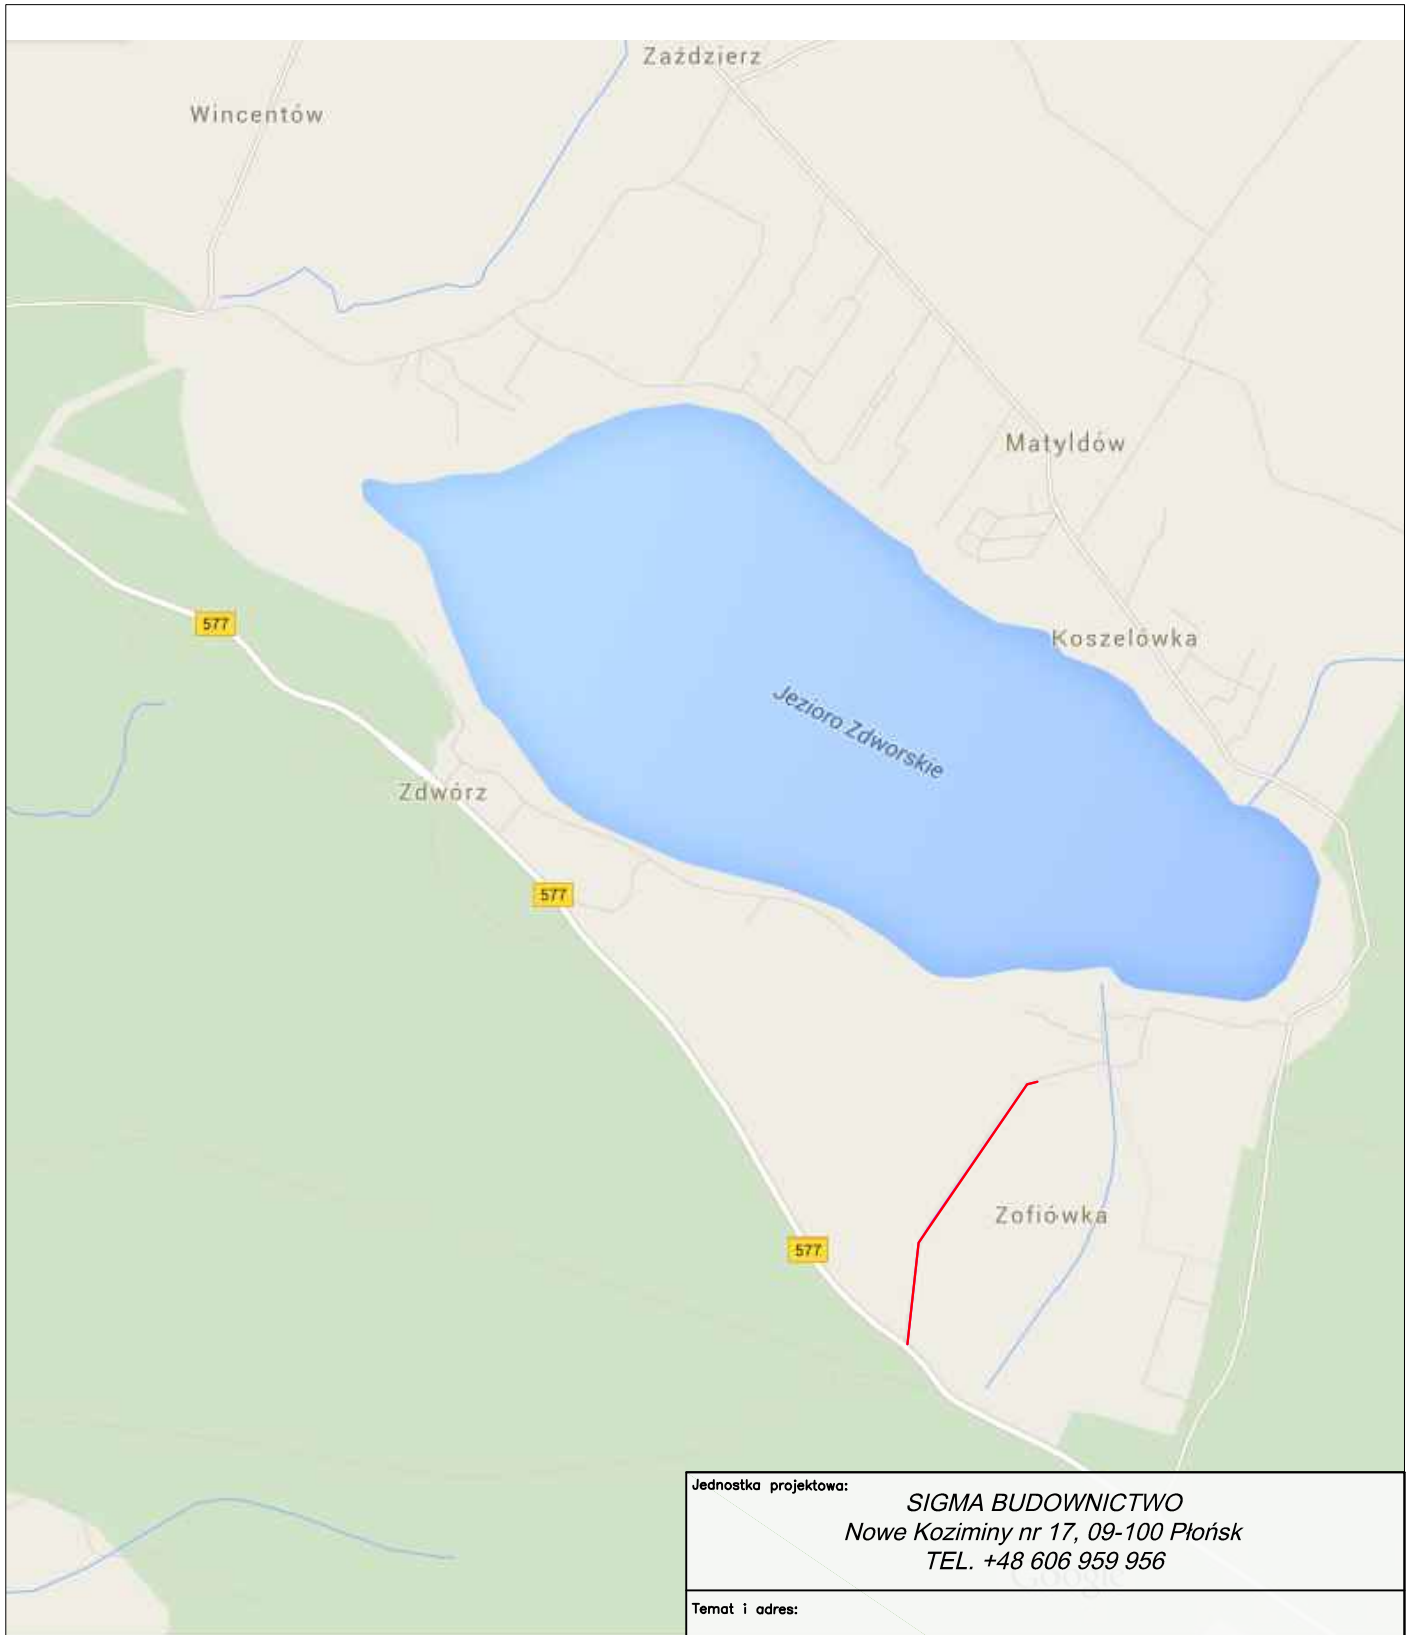 Zaździerz
Wincentów
Matyldów
577
Koszelówka
Jezioro Zdworskie
Zdwórz
577
Zofiówka
577
Jednostka projektowa:
SIGMA BUDOWNICTWO
Nowe Koziminy nr 17, 09-100 Płońsk
TEL. +48 606 959 956
Google
Temat i adres: